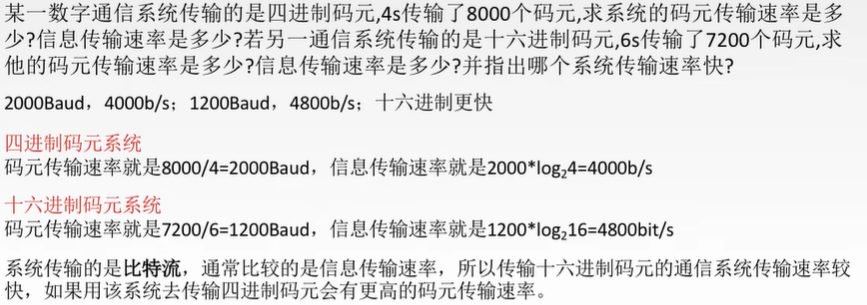 某一数字通信系统传输的是四进制码元,4s传输了8000个码元,求系统的码元传输速率是多
少?信息传输速率是多少?若另一通信系统传输的是十六进制码元,6s传输了7200个码元,求
他的码元传输速率是多少?信息传输速率是多少?并指出哪个系统传输速率快?
2000Baud，4000b/s；1200Baud，4800b/s；十六进制更快
四进制码元系统
码元传输速率就是8000/4=2000Baud，信息传输速率就是2000*log₂4=4000b/s
十六进制码元系统
码元传输速率就是7200/6=1200Baud，信息传输速率就是1200*log₂16=4800bit/s
系统传输的是比特流，通常比较的是信息传输速率，所以传输十六进制码元的通信系统传输速率较
快，如果用该系统去传输四进制码元会有更高的码元传输速率。